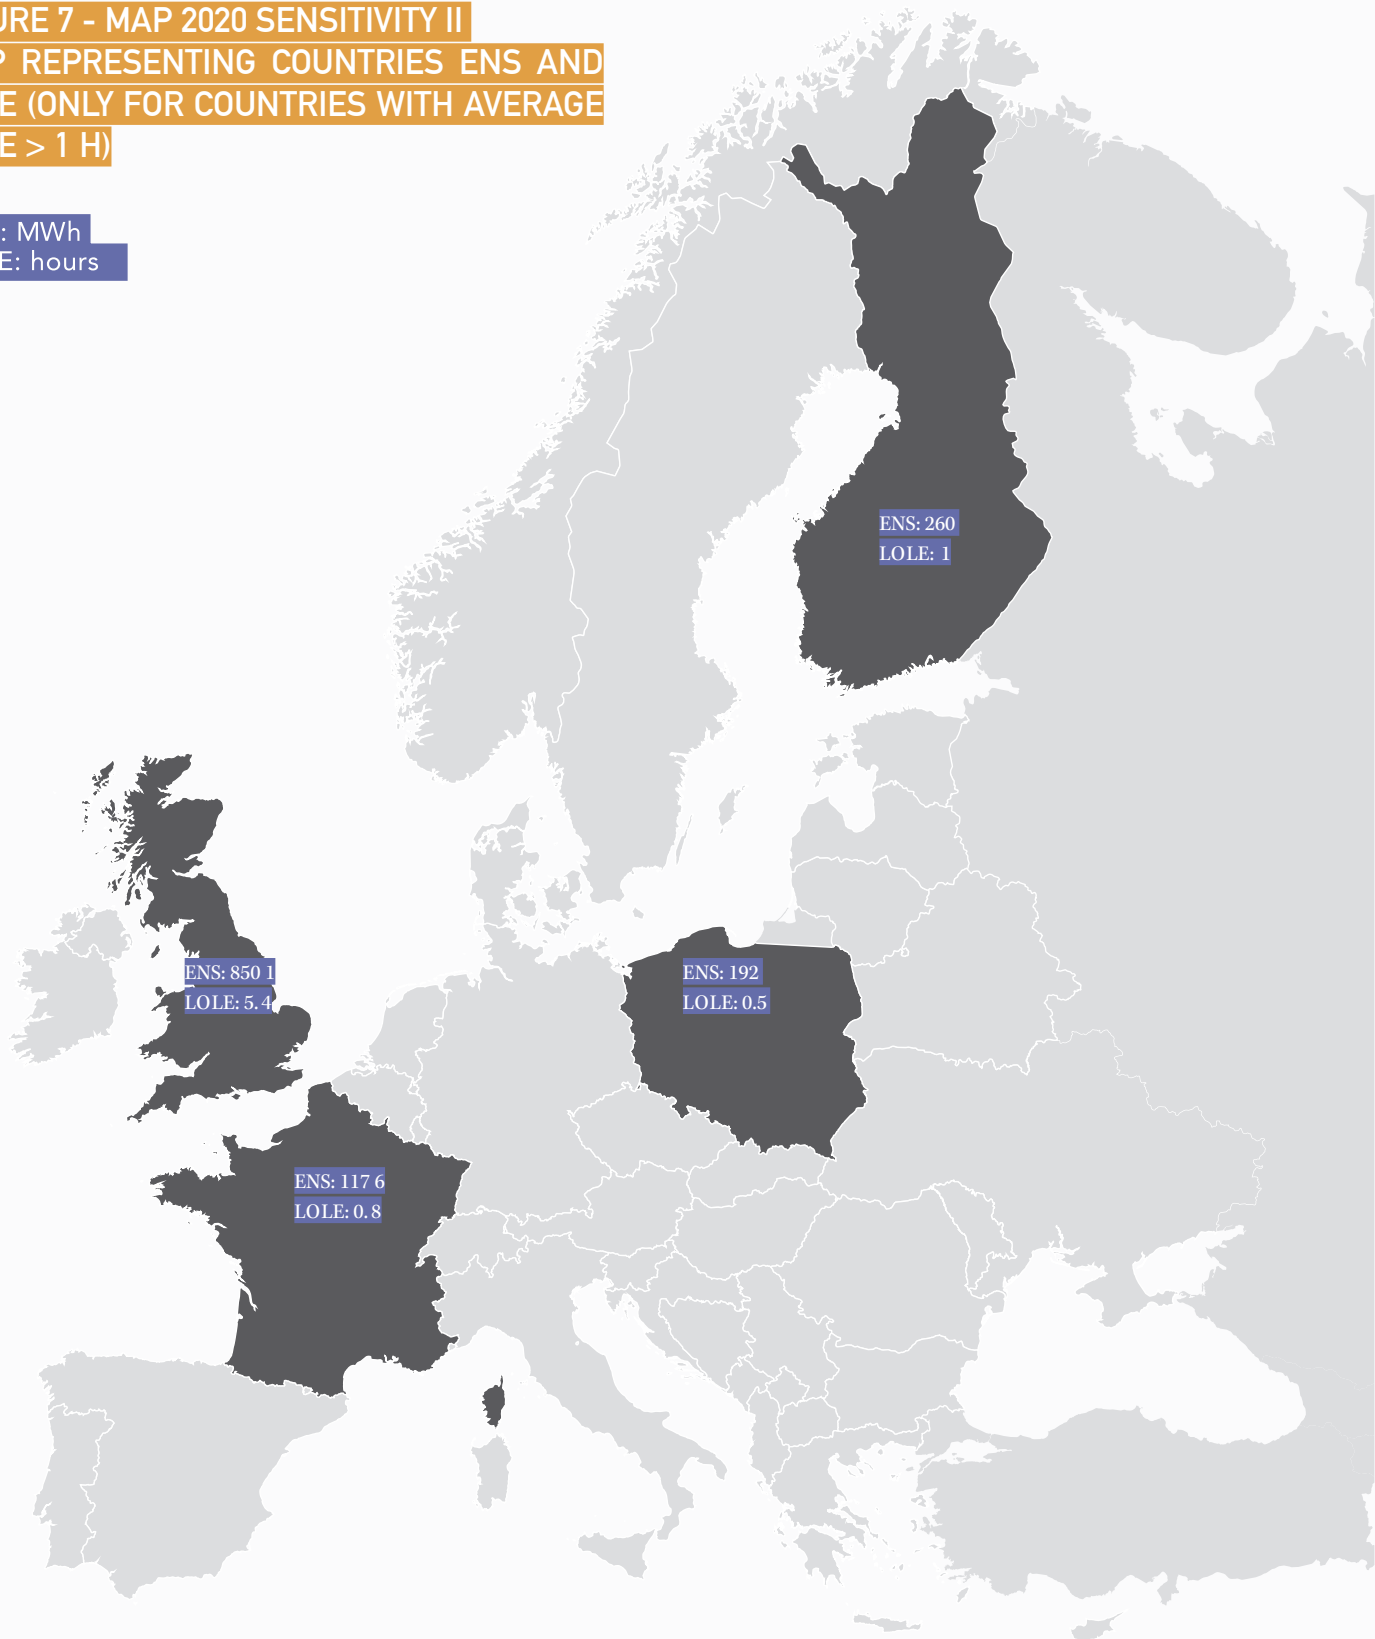 URE 7 - MAP 2020 SENSITIVITY II
P REPRESENTING COUNTRIES ENS AND
E (ONLY FOR COUNTRIES WITH AVERAGE
E > 1 H)
: MWh
E: hours
ENS: 260
LOLE: 1
ENS: 850 1
LOLE: 5.4
ENS: 192
LOLE: 0.5
ENS: 117 6
LOLE: 0.8